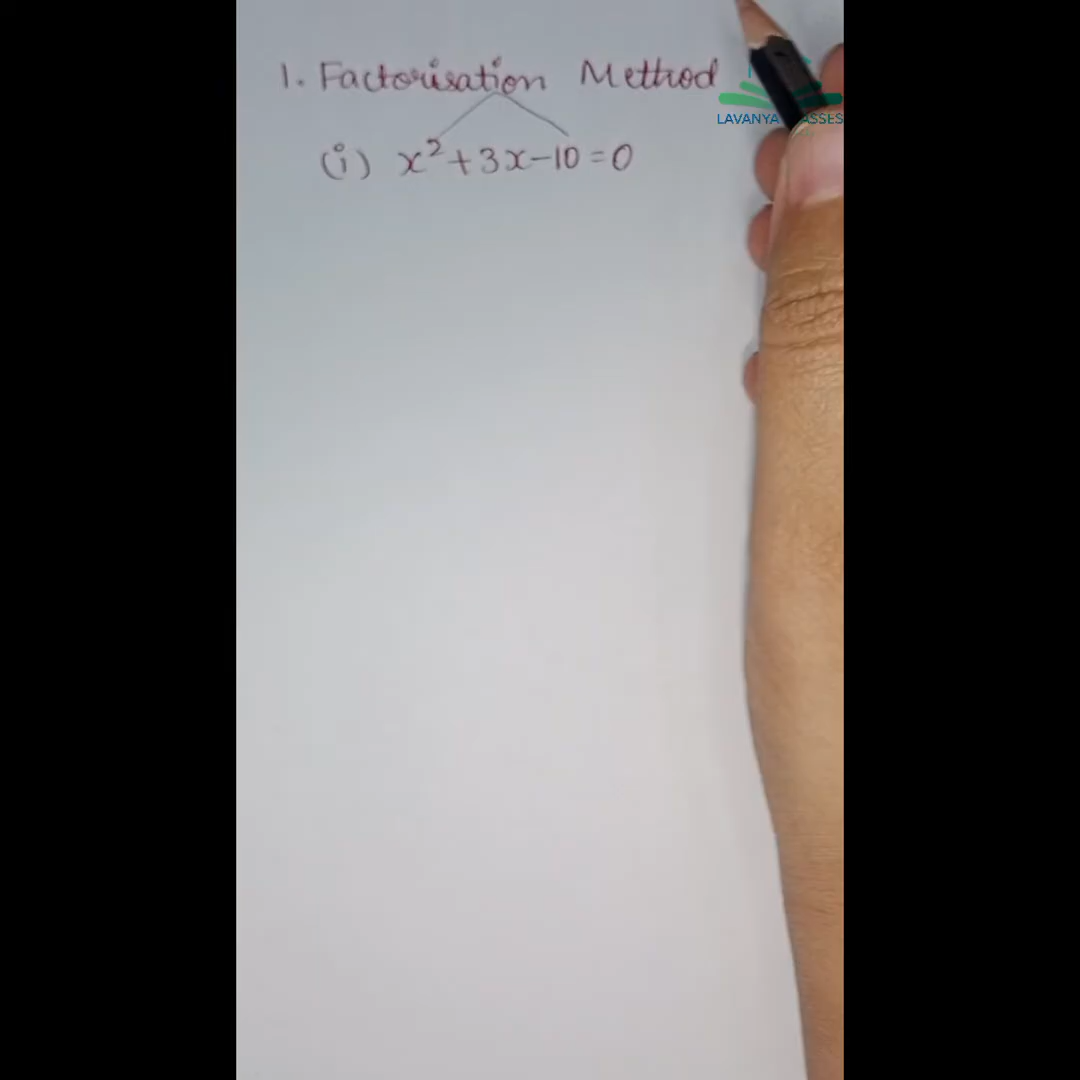 1. Factorisation Method
(i) x²+3x-10=0
LAVANYA